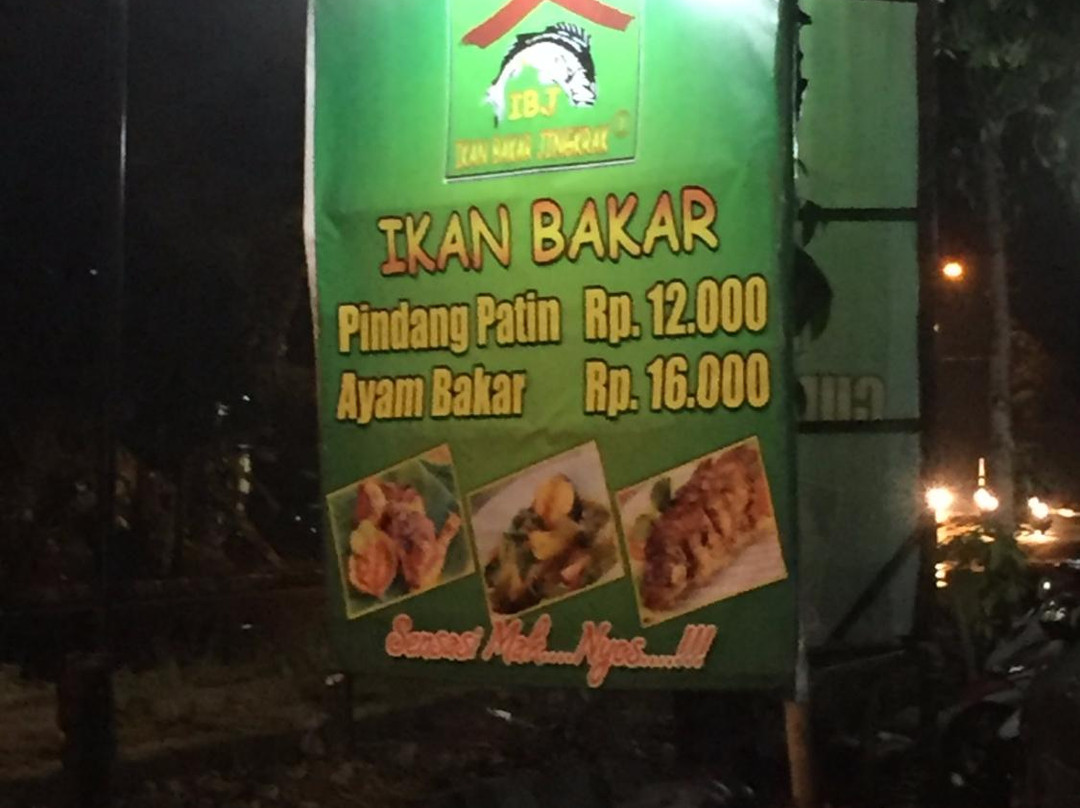 IBJ
IKAN BAKAR JINGKRAK
IKAN BAKAR
Pindang Patin Rp. 12.000
Ayam Bakar Rp. 16.000
Sensasi Mak....Nyos.....!!!